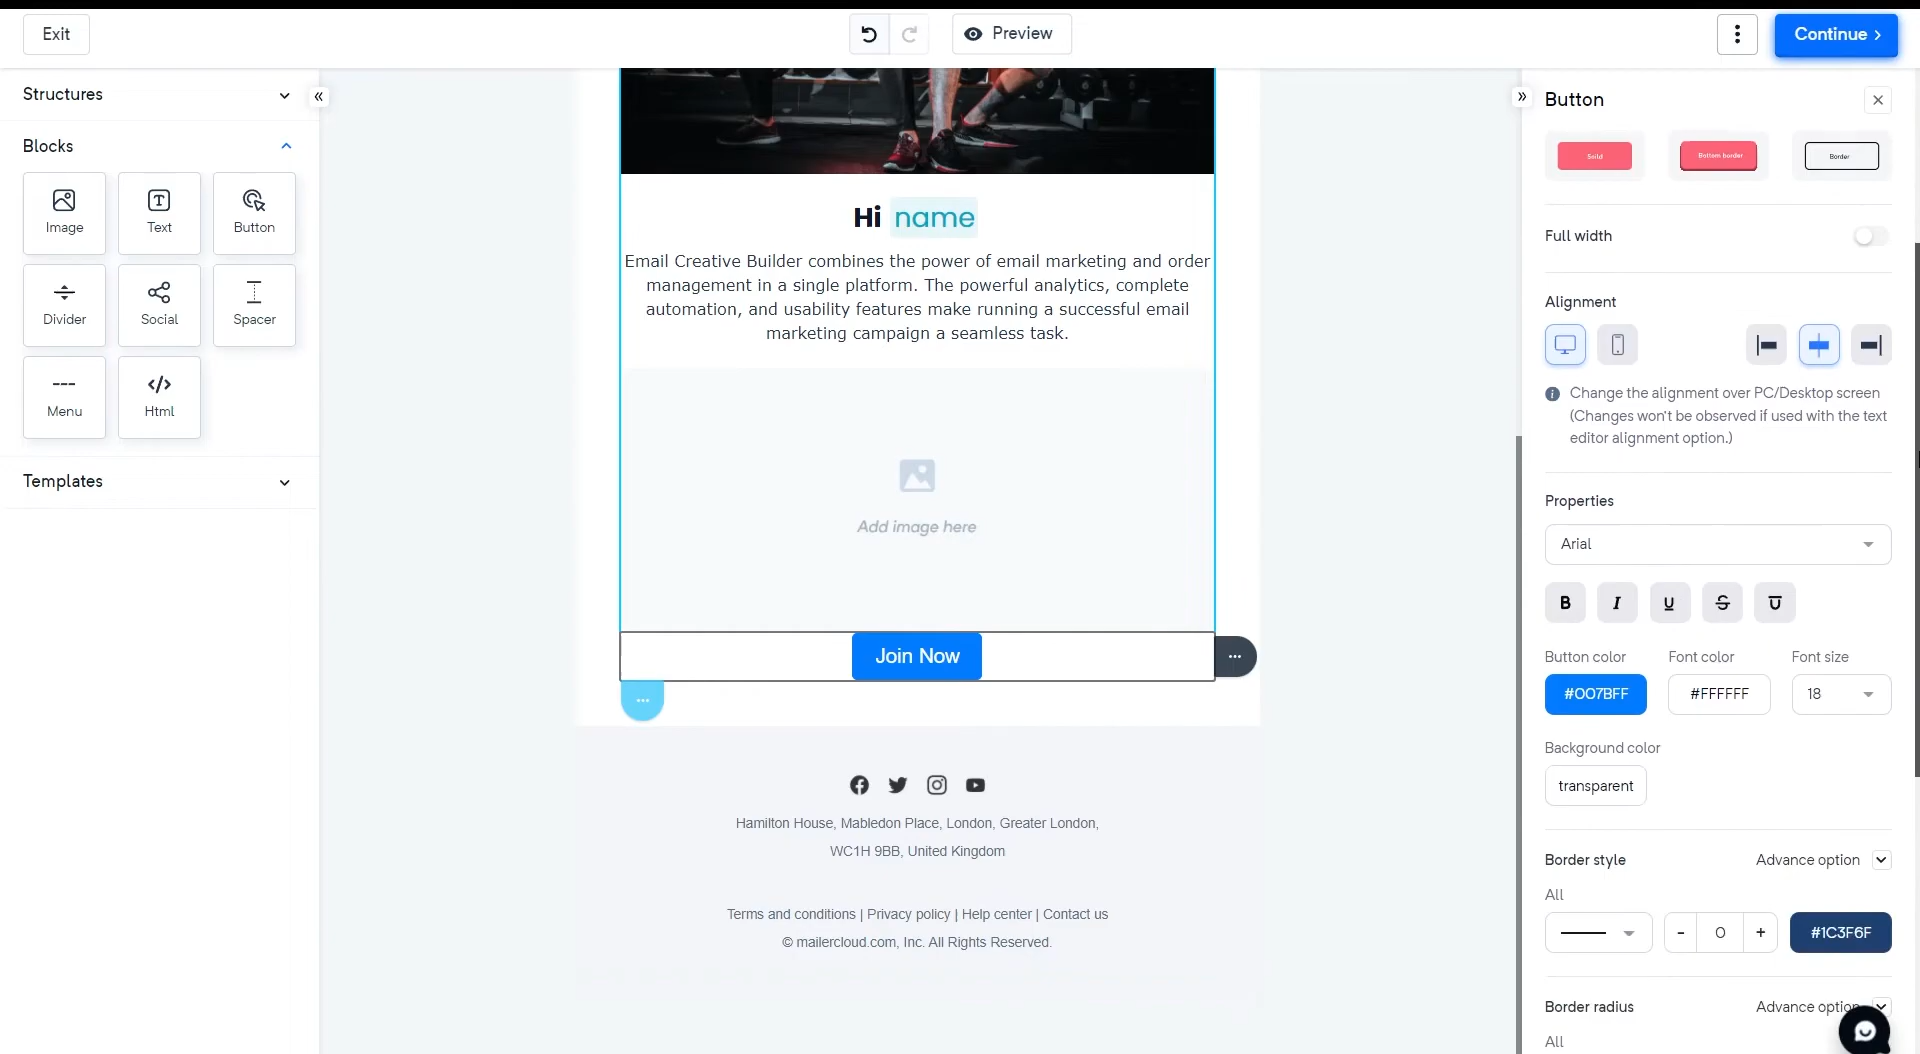 Exit
Preview
Continue
Structures
Blocks
Image
Text
Button
Divider
Social
Spacer
Menu
Html
Templates
Hi name
Email Creative Builder combines the power of email marketing and order
management in a single platform. The powerful analytics, complete
automation, and usability features make running a successful email
marketing campaign a seamless task.
Add image here
Join Now
Hamilton House, Mabledon Place, London, Greater London,
WC1H 9BB, United Kingdom
Terms and conditions | Privacy policy | Help center | Contact us
© mailercloud.com, Inc. All Rights Reserved.
Button
Solid
Bottom border
Border
Full width
Alignment
Change the alignment over PC/Desktop screen
(Changes won't be observed if used with the text
editor alignment option.)
Properties
Arial
B I U S U
Button color Font color Font size
#007BFF #FFFFFF 18
Background color
transparent
Border style Advance option
All
- 0 + #1C3F6F
Border radius Advance option
All